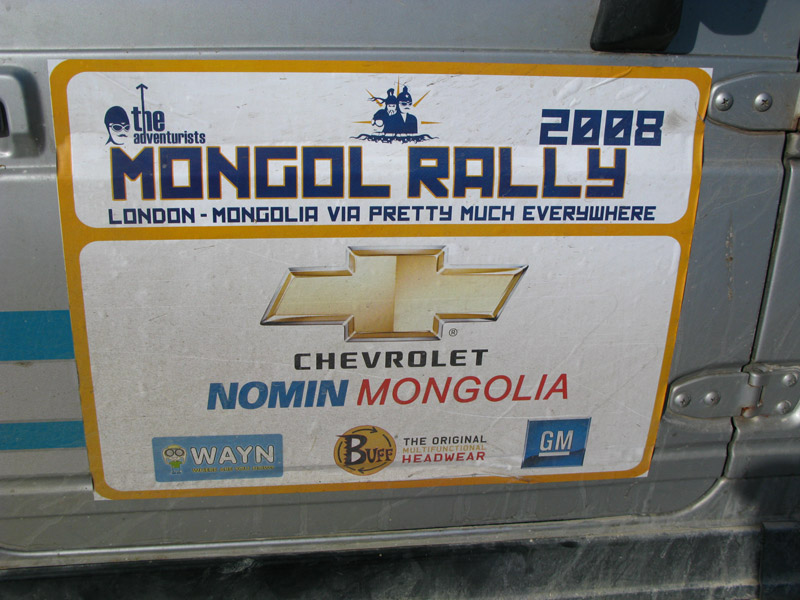 the
adventurists
2008
MONGOL RALLY
LONDON - MONGOLIA VIA PRETTY MUCH EVERYWHERE
®
CHEVROLET
NOMIN MONGOLIA
WAYN
BUFF ®
THE ORIGINAL
MULTIFUNCTIONAL
HEADWEAR
GM